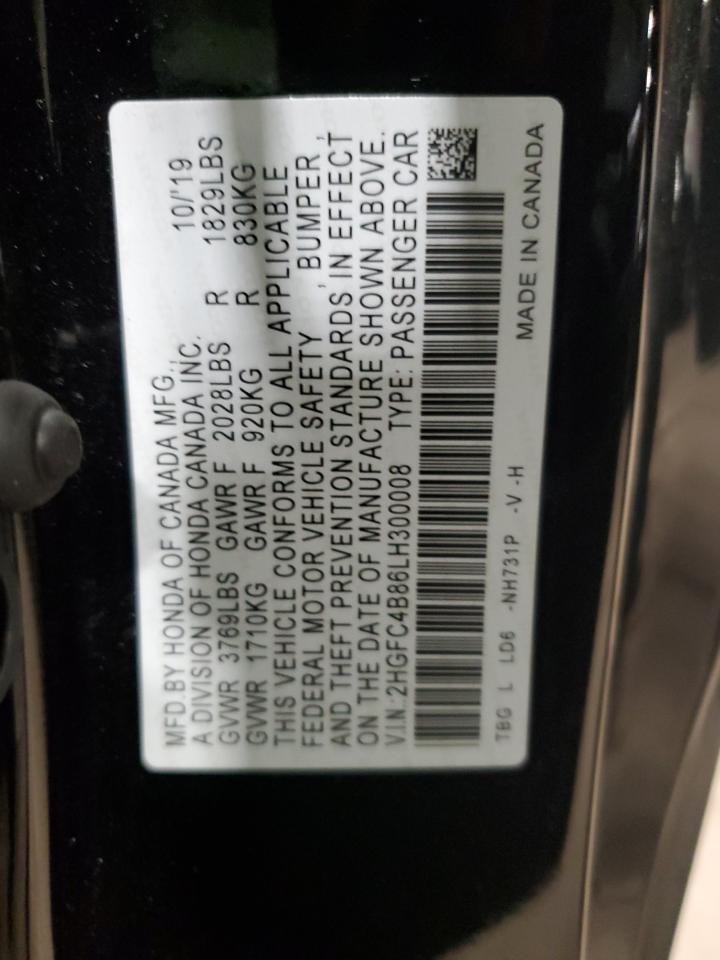 MFD.BY HONDA OF CANADA MFG., 10/'19
A DIVISION OF HONDA CANADA INC.
GVWR 3769LBS GAWR F 2028LBS R 1829LBS
GVWR 1710KG GAWR F 920KG R 830KG
THIS VEHICLE CONFORMS TO ALL APPLICABLE
FEDERAL MOTOR VEHICLE SAFETY , BUMPER ,
AND THEFT PREVENTION STANDARDS IN EFFECT
ON THE DATE OF MANUFACTURE SHOWN ABOVE.
V.I.N.:2HGFC4B86LH300008 TYPE: PASSENGER CAR
TBG L LD6 -NH731P -V -H MADE IN CANADA